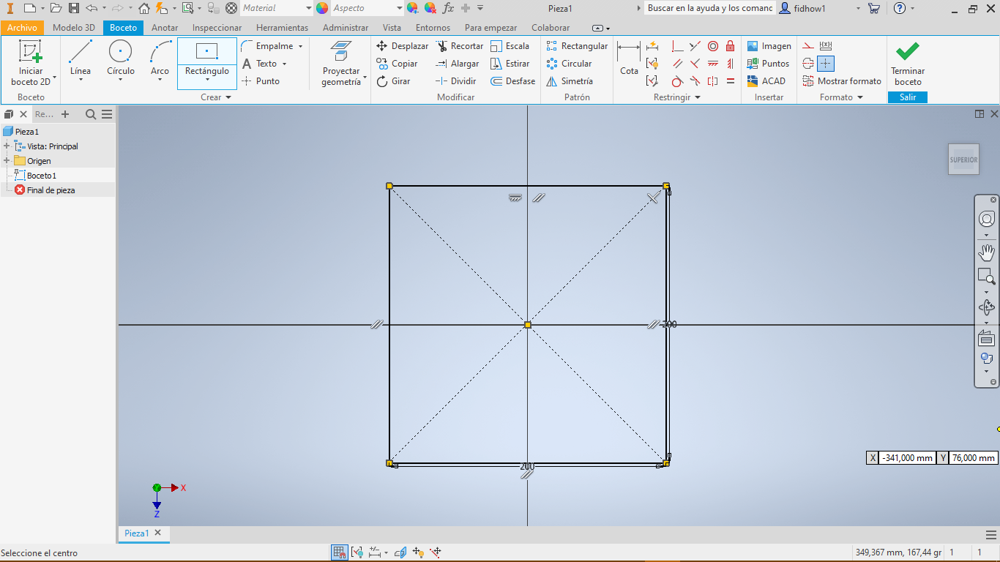 Material
Aspecto
fx
Pieza1
Buscar en la ayuda y los comanc
fidhow1
Archivo
Modelo 3D
Boceto
Anotar
Inspeccionar
Herramientas
Administrar
Vista
Entornos
Para empezar
Colaborar
Iniciar
boceto 2D
Línea
Círculo
Arco
Rectángulo
Empalme
Texto
Punto
Proyectar
geometría
Desplazar
Copiar
Girar
Recortar
Alargar
Dividir
Escala
Estirar
Desfase
Rectangular
Circular
Simetría
Cota
Imagen
Puntos
ACAD
Mostrar formato
Terminar
boceto
Boceto
Crear
Modificar
Patrón
Restringir
Insertar
Formato
Salir
Re...
Pieza1
Vista: Principal
Origen
Boceto1
Final de pieza
SUPERIOR
200
200
X -341,000 mm Y 76,000 mm
X
Y
Z
Pieza1
Seleccione el centro
349,367 mm, 167,44 gr 1 1